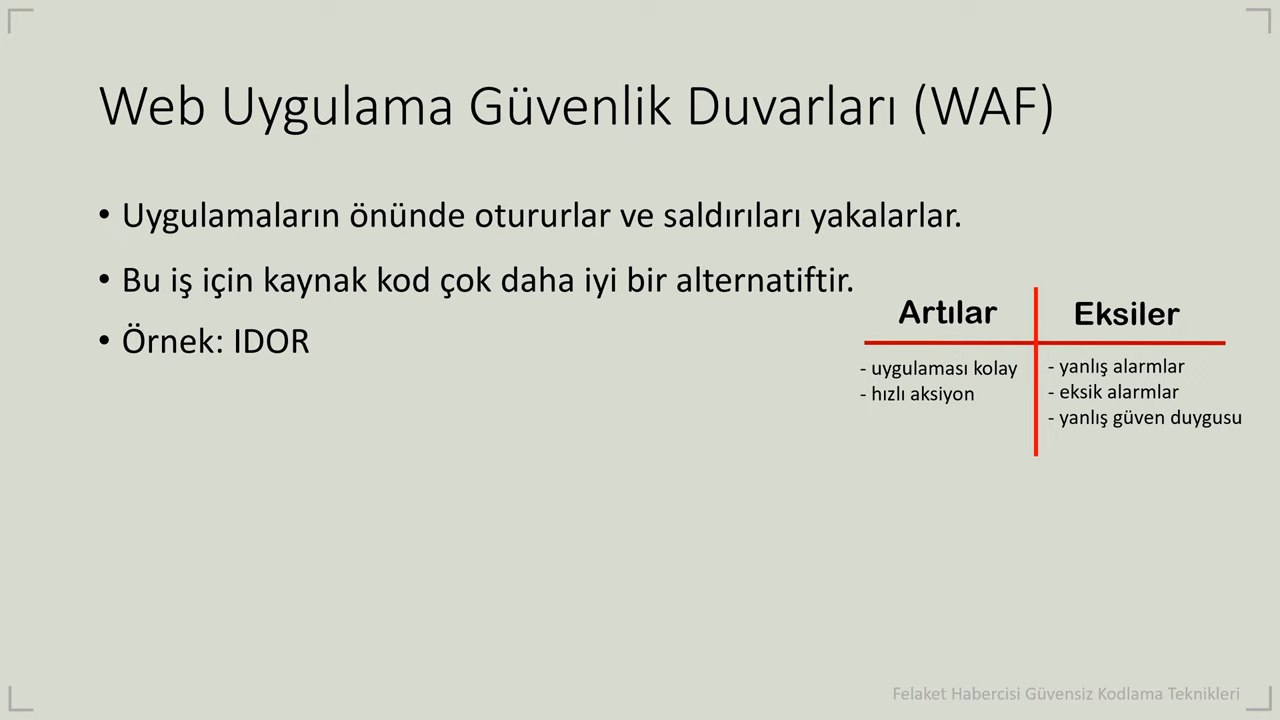 Web Uygulama Güvenlik Duvarları (WAF)
• Uygulamaların önünde otururlar ve saldırıları yakalarlar.
• Bu iş için kaynak kod çok daha iyi bir alternatiftir.
• Örnek: IDOR
Artılar
- uygulaması kolay
- hızlı aksiyon
Eksiler
- yanlış alarmlar
- eksik alarmlar
- yanlış güven duygusu
Felaket Habercisi Güvensiz Kodlama Teknikleri